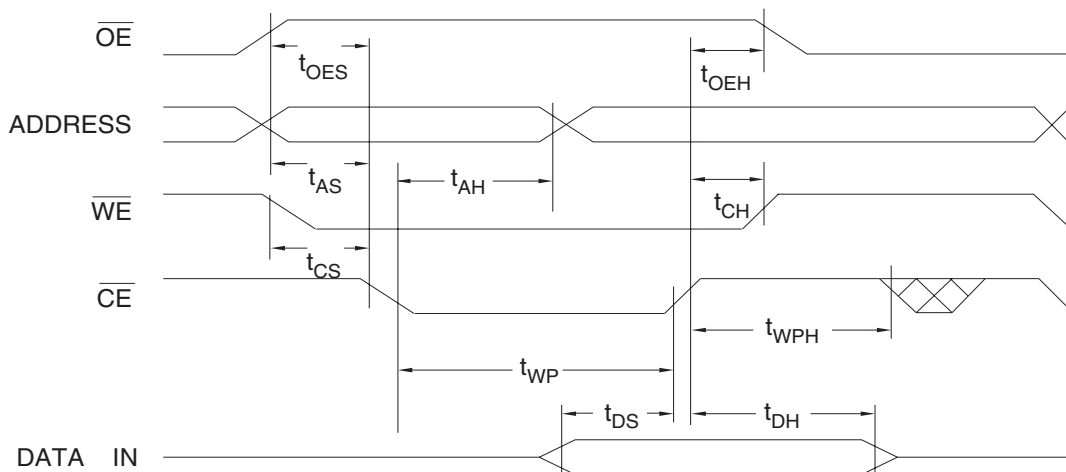 OE
tOES
tOEH
ADDRESS
tAS
tAH
tCH
WE
tCS
CE
tWPH
tWP
tDS
tDH
DATA IN